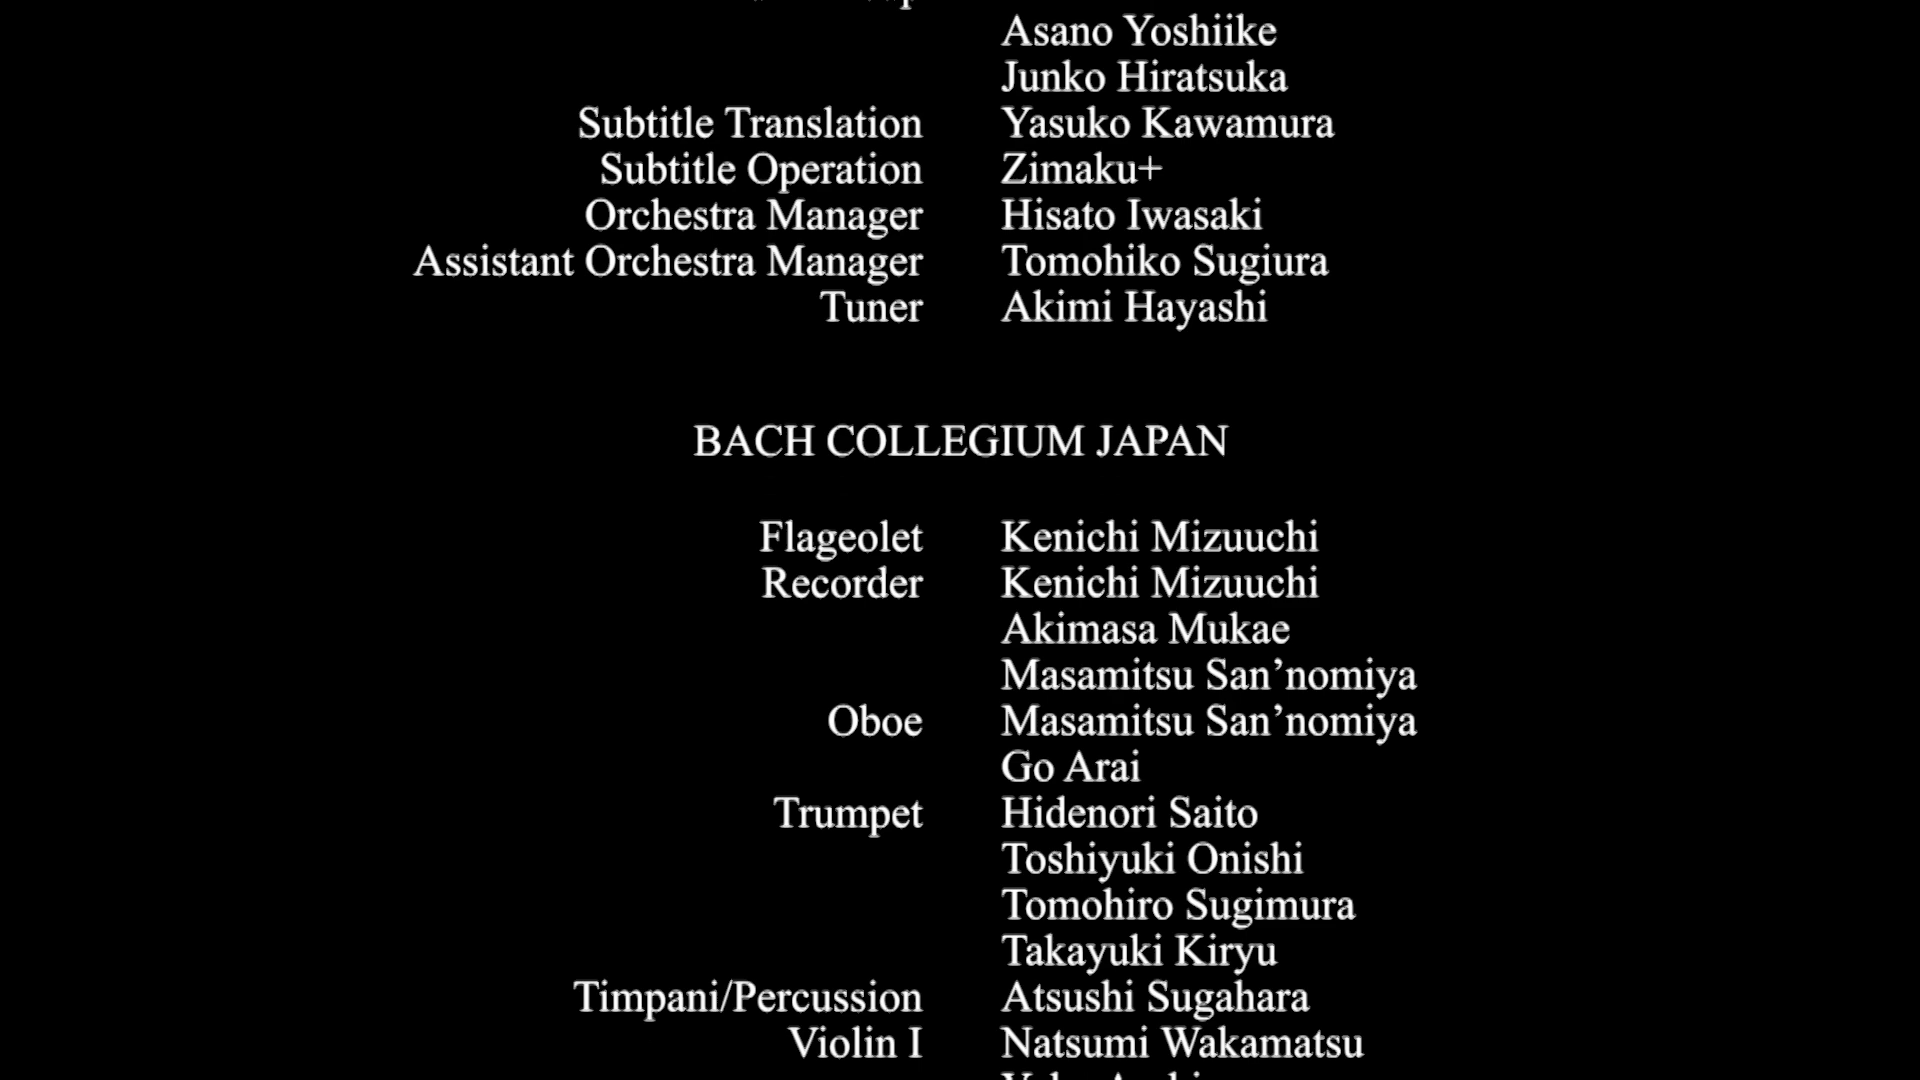 Asano Yoshiike
Junko Hiratsuka
Subtitle Translation Yasuko Kawamura
Subtitle Operation Zimaku+
Orchestra Manager Hisato Iwasaki
Assistant Orchestra Manager Tomohiko Sugiura
Tuner Akimi Hayashi
BACH COLLEGIUM JAPAN
Flageolet Kenichi Mizuuchi
Recorder Kenichi Mizuuchi
Akimasa Mukae
Masamitsu San’nomiya
Oboe Masamitsu San’nomiya
Go Arai
Trumpet Hidenori Saito
Toshiyuki Onishi
Tomohiro Sugimura
Takayuki Kiryu
Timpani/Percussion Atsushi Sugahara
Violin I Natsumi Wakamatsu